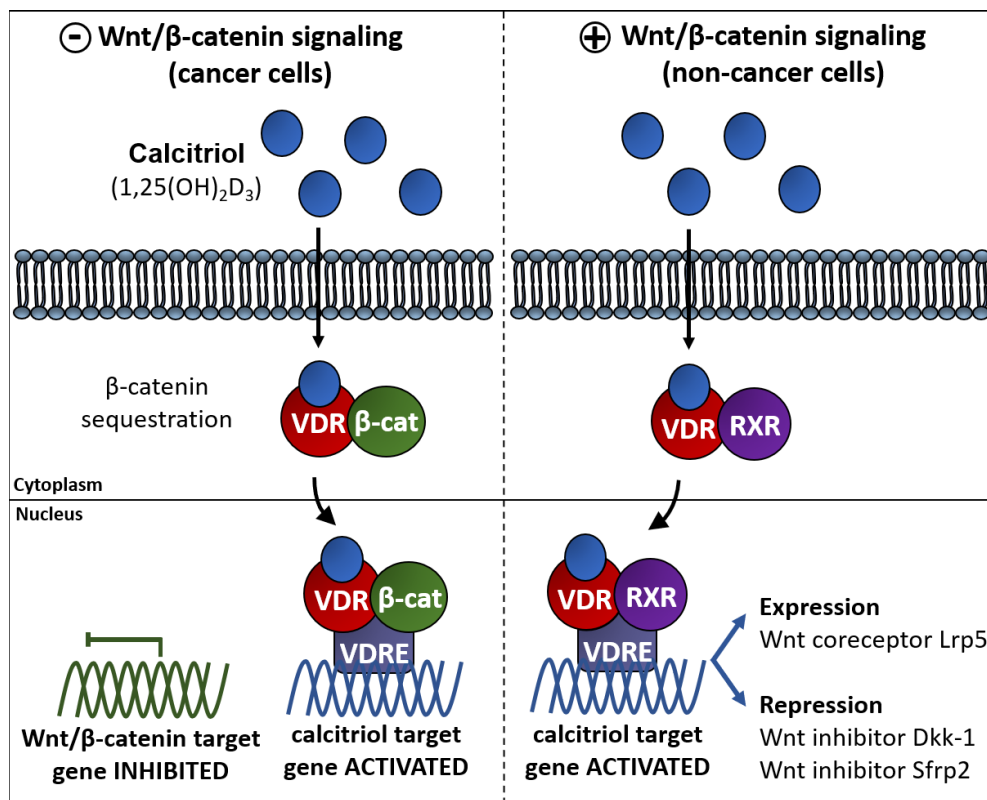 ⊖ Wnt/β-catenin signaling
(cancer cells)
Calcitriol
(1,25(OH)₂D₃)
β-catenin
sequestration
VDR β-cat
Cytoplasm
Nucleus
VDR β-cat
VDRE
Wnt/β-catenin target
gene INHIBITED
calcitriol target
gene ACTIVATED
⊕ Wnt/β-catenin signaling
(non-cancer cells)
VDR RXR
VDR RXR
VDRE
calcitriol target
gene ACTIVATED
Expression
Wnt coreceptor Lrp5
Repression
Wnt inhibitor Dkk-1
Wnt inhibitor Sfrp2